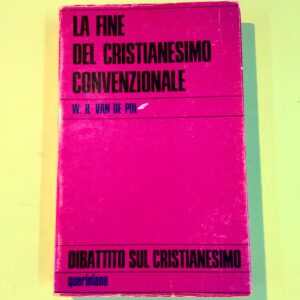 LA FINE
DEL CRISTIANESIMO
CONVENZIONALE
W. H. VAN DE POL
DIBATTITO SUL CRISTIANESIMO
queriniana